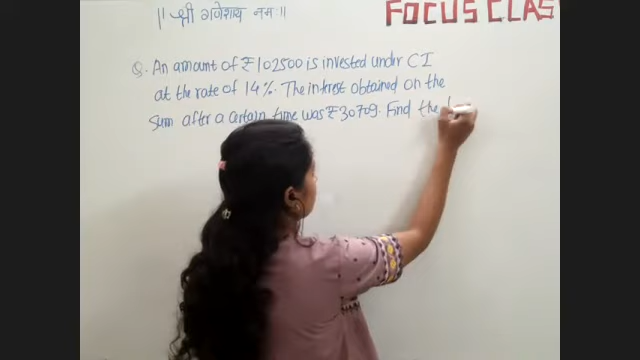 || श्री गणेशाय नमः ||
FOCUS CLAS
Q. An amount of ₹102500 is invested under CI
at the rate of 14%. The interest obtained on the
sum after a certain time was ₹30709. Find the